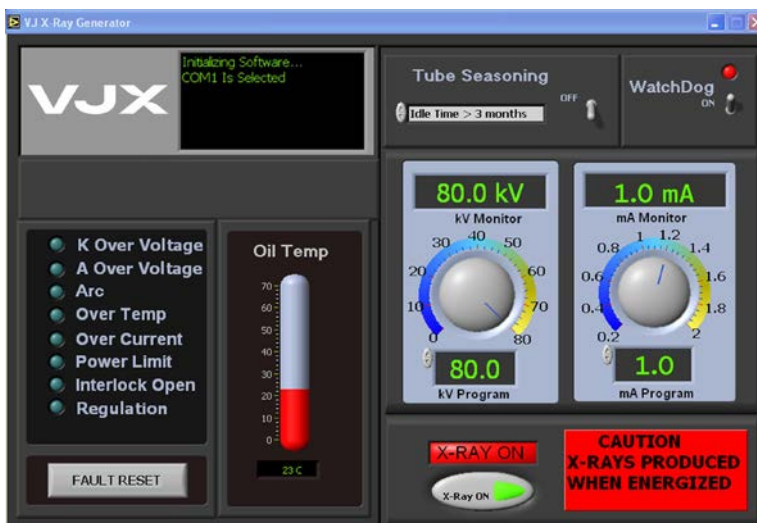 VJ X-Ray Generator
VJX
Initializing Software...
COM1 Is Selected
Tube Seasoning
OFF
Idle Time > 3 months
WatchDog
ON
K Over Voltage
A Over Voltage
Arc
Over Temp
Over Current
Power Limit
Interlock Open
Regulation
FAULT RESET
Oil Temp
70
60
50
40
30
20
10
0
23 C
80.0 kV
kV Monitor
0
10
20
30
40
50
60
70
80
80.0
kV Program
1.0 mA
mA Monitor
0.2
0.4
0.6
0.8
1
1.2
1.4
1.6
1.8
2
1.0
mA Program
X-RAY ON
X-Ray ON
CAUTION
X-RAYS PRODUCED
WHEN ENERGIZED